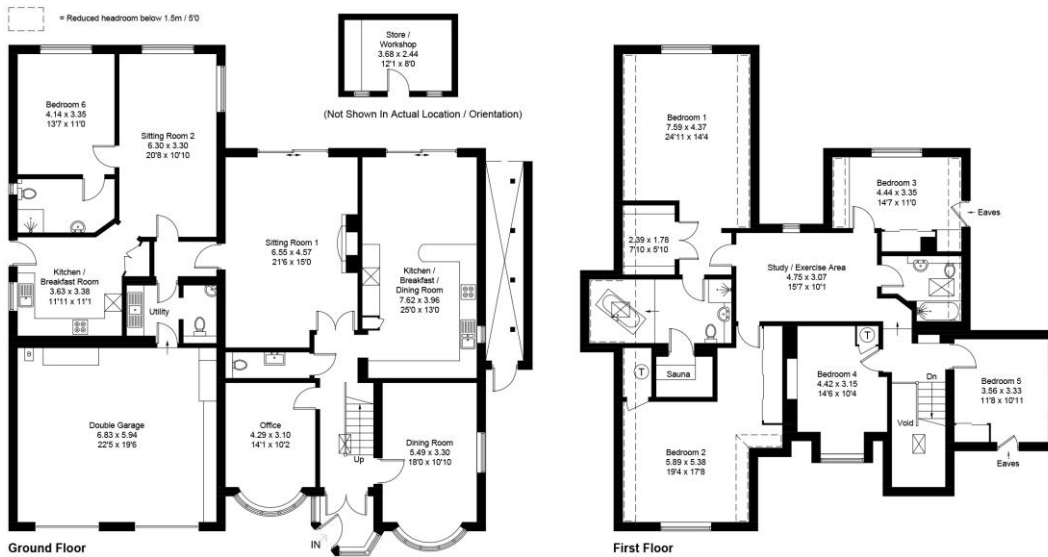 = Reduced headroom below 1.5m / 5'0
Store /
Workshop
3.68 x 2.44
12'1 x 8'0
(Not Shown In Actual Location / Orientation)
Bedroom 6
4.14 x 3.35
13'7 x 11'0
Sitting Room 2
6.30 x 3.30
20'8 x 10'10
Sitting Room 1
6.55 x 4.57
21'6 x 15'0
Kitchen /
Breakfast /
Dining Room
7.62 x 3.96
25'0 x 13'0
Kitchen /
Breakfast Room
3.63 x 3.38
11'11 x 11'1
Utility
B
Double Garage
6.83 x 5.94
22'5 x 19'6
Office
4.29 x 3.10
14'1 x 10'2
Up
Dining Room
5.49 x 3.30
18'0 x 10'10
IN
Ground Floor
Bedroom 1
7.59 x 4.37
24'11 x 14'4
Bedroom 3
4.44 x 3.35
14'7 x 11'0
Eaves
2.39 x 1.78
7'10 x 5'10
Study / Exercise Area
4.75 x 3.07
15'7 x 10'1
T
Sauna
T
Bedroom 4
4.42 x 3.15
14'6 x 10'4
Dn
Void
Bedroom 5
3.56 x 3.33
11'8 x 10'11
Eaves
Bedroom 2
5.89 x 5.38
19'4 x 17'8
First Floor